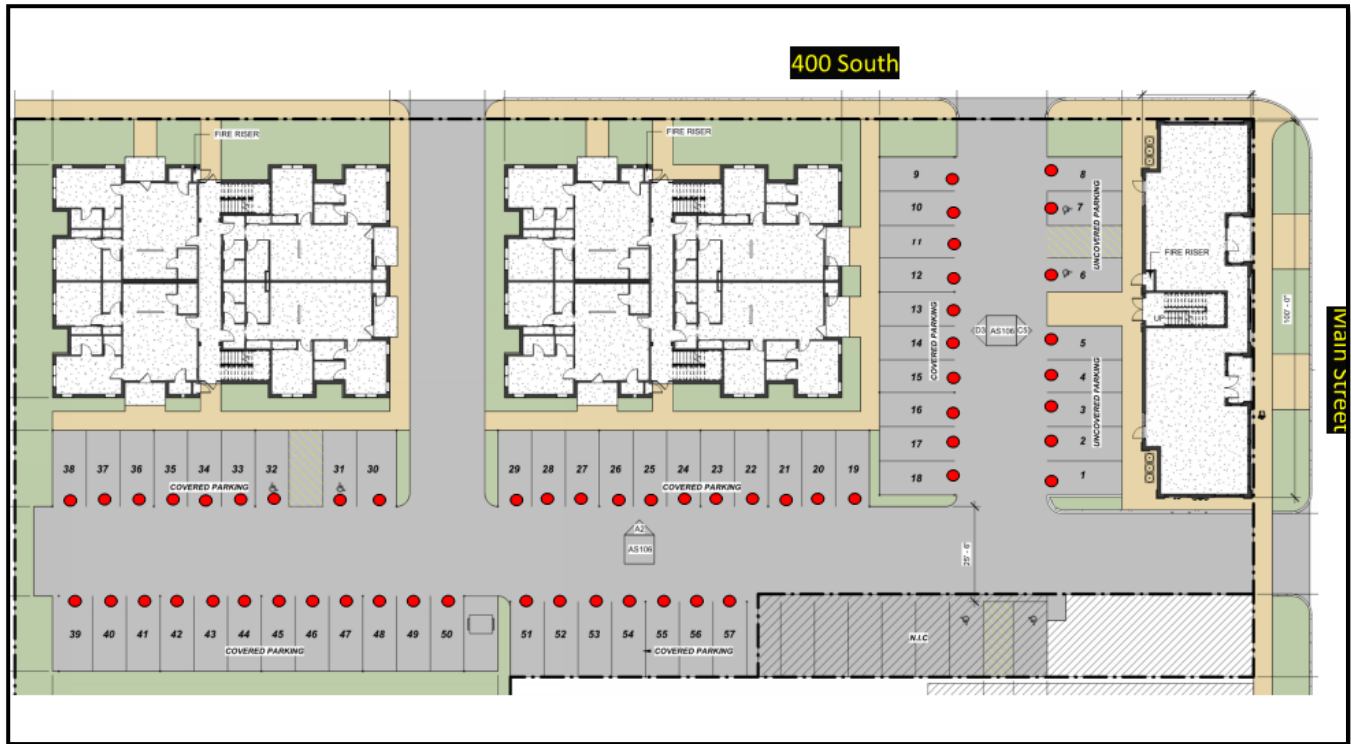 400 South
FIRE RISER
FIRE RISER
9
10
11
12
13
14
15
16
17
18
COVERED PARKING
8
7
6
UNCOVERED PARKING
5
4
3
2
1
UNCOVERED PARKING
D3 AS106 C5
FIRE RISER
UP
100' - 0"
Main Street
38 37 36 35 34 33 32 31 30
COVERED PARKING
29 28 27 26 25 24 23 22 21 20 19
COVERED PARKING
A2
AS106
25' - 6"
39 40 41 42 43 44 45 46 47 48 49 50
COVERED PARKING
51 52 53 54 55 56 57
COVERED PARKING
N.I.C